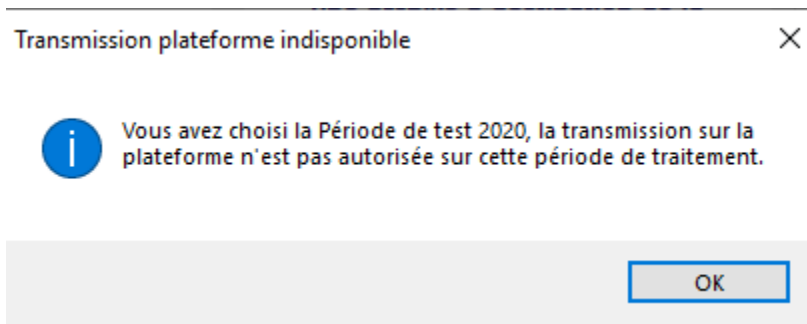 Transmission plateforme indisponible
Vous avez choisi la Période de test 2020, la transmission sur la
plateforme n'est pas autorisée sur cette période de traitement.
OK